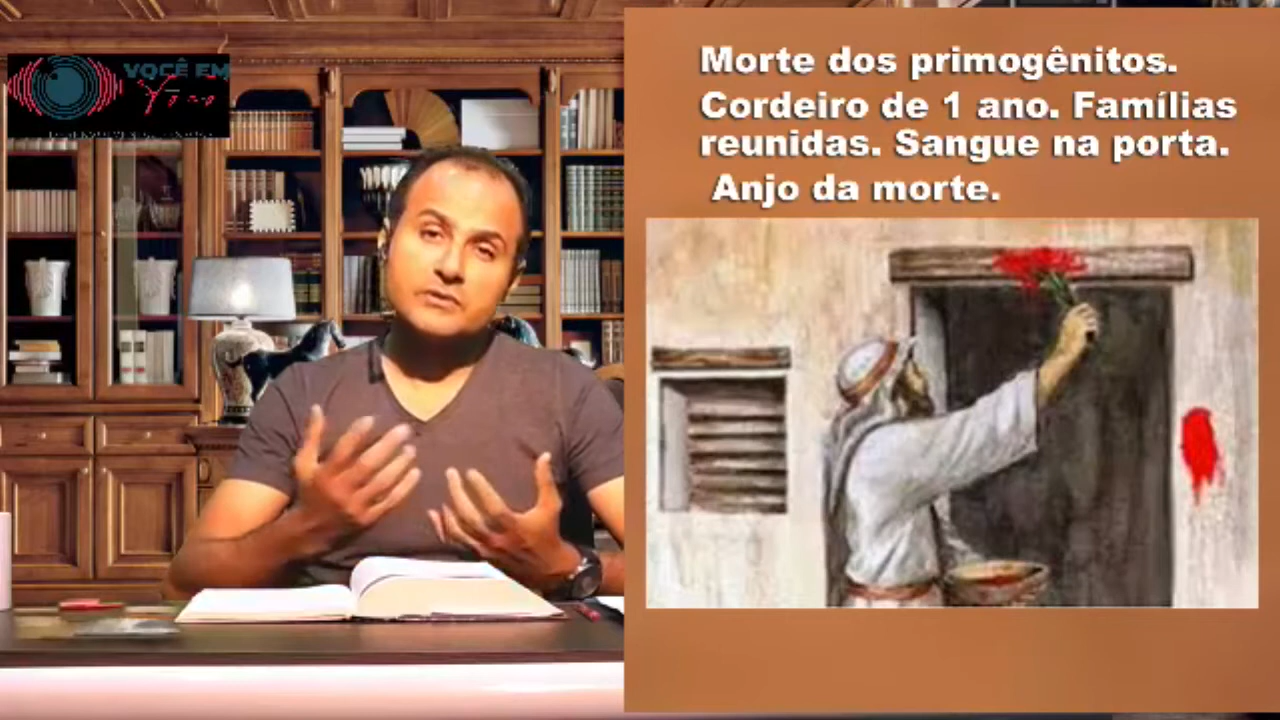 VOCÊ EM
Morte dos primogênitos.
Cordeiro de 1 ano. Famílias
reunidas. Sangue na porta.
Anjo da morte.